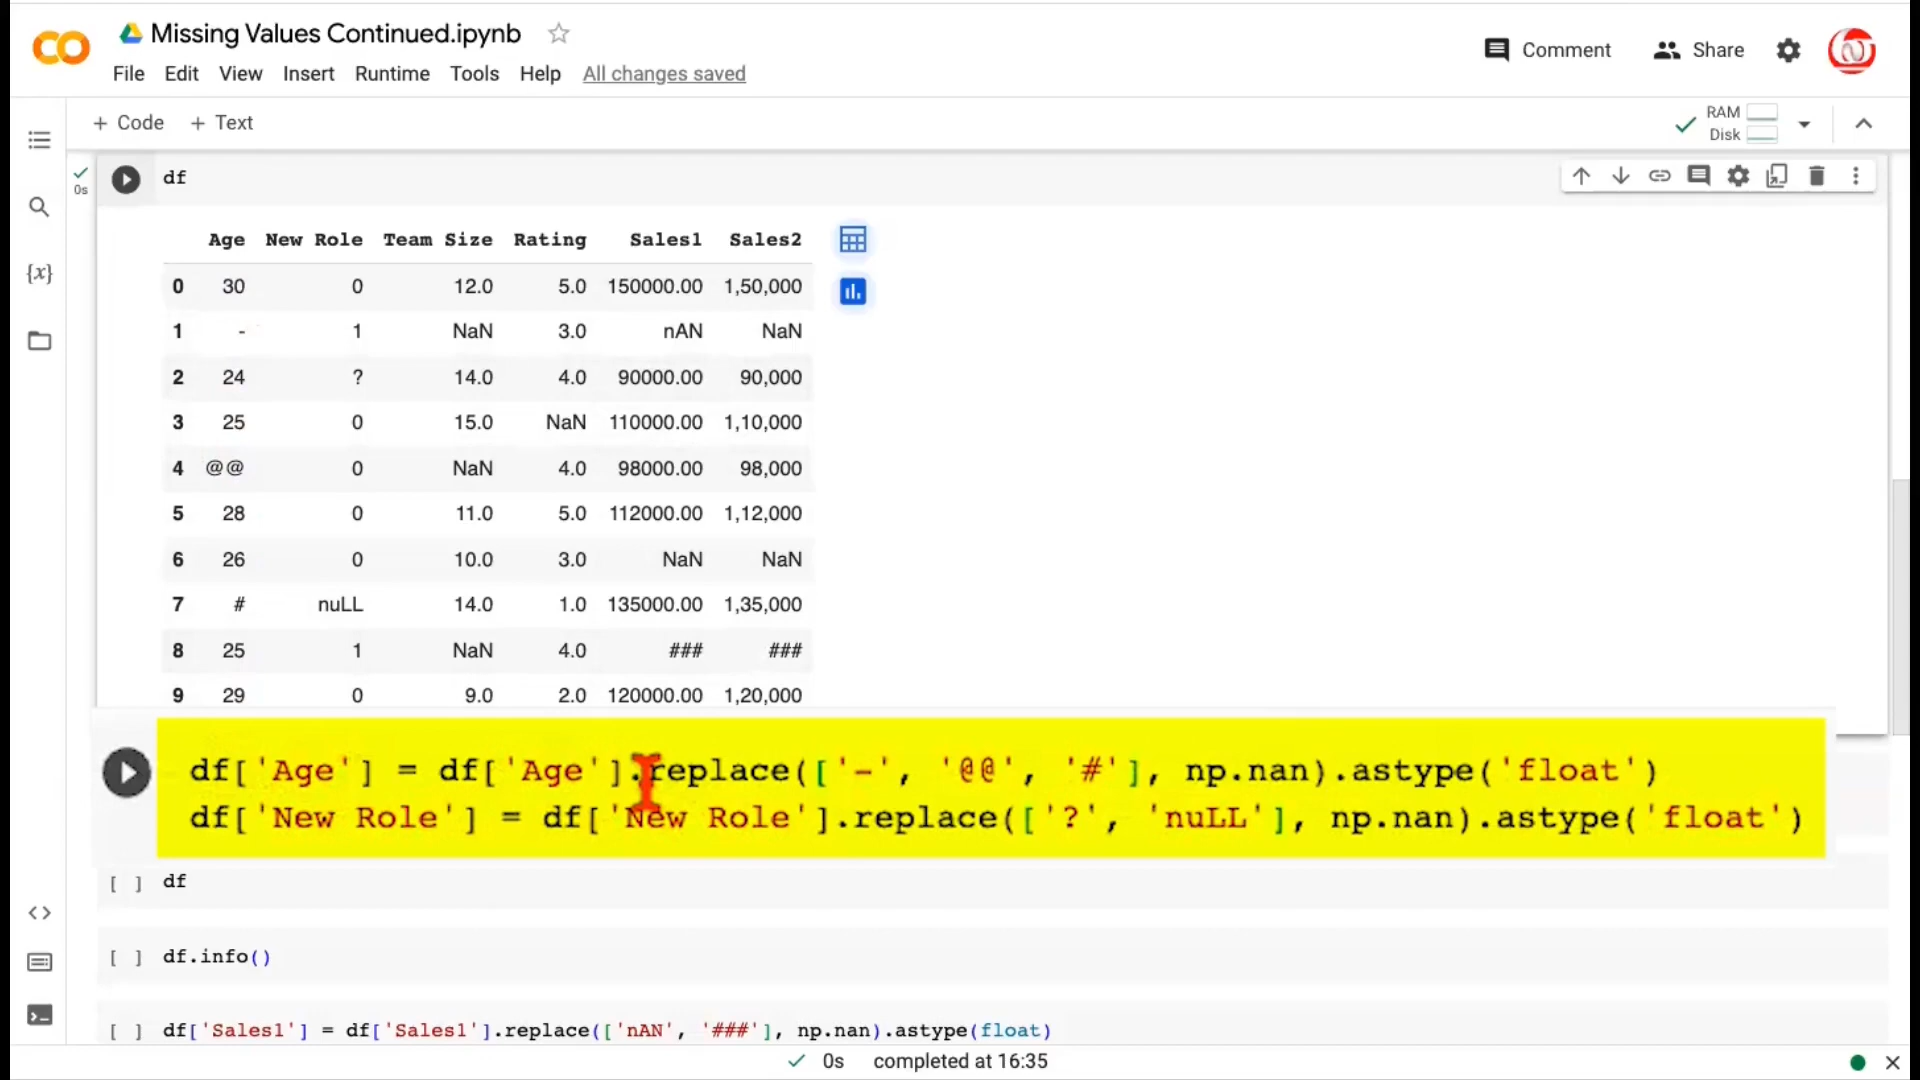 Missing Values Continued.ipynb
Comment Share
File Edit View Insert Runtime Tools Help All changes saved
+ Code + Text
RAM
Disk
0s
df
Age New Role Team Size Rating Sales1 Sales2
0 30 0 12.0 5.0 150000.00 1,50,000
1 - 1 NaN 3.0 nAN NaN
2 24 ? 14.0 4.0 90000.00 90,000
3 25 0 15.0 NaN 110000.00 1,10,000
4 @@ 0 NaN 4.0 98000.00 98,000
5 28 0 11.0 5.0 112000.00 1,12,000
6 26 0 10.0 3.0 NaN NaN
7 # nuLL 14.0 1.0 135000.00 1,35,000
8 25 1 NaN 4.0 ### ###
9 29 0 9.0 2.0 120000.00 1,20,000
df['Age'] = df['Age'].replace(['-', '@@', '#'], np.nan).astype('float')
df['New Role'] = df['New Role'].replace(['?', 'nuLL'], np.nan).astype('float')
[ ] df
[ ] df.info()
[ ] df['Sales1'] = df['Sales1'].replace(['nAN', '###'], np.nan).astype(float)
0s completed at 16:35